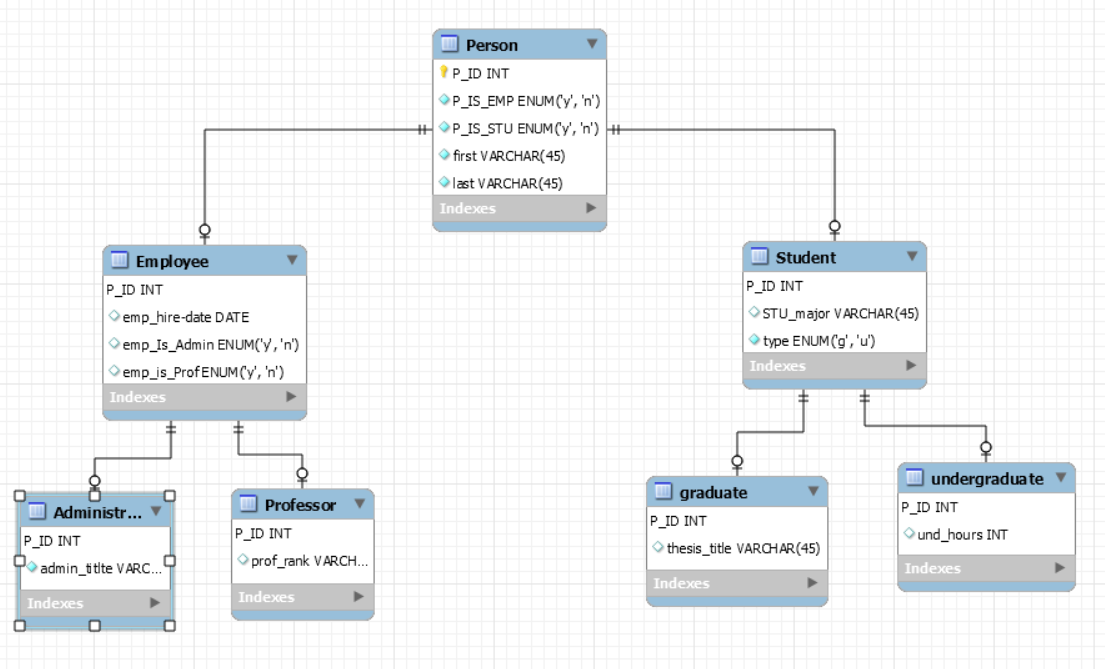 Person
P_ID INT
P_IS_EMP ENUM('y', 'n')
P_IS_STU ENUM('y', 'n')
first VARCHAR(45)
last VARCHAR(45)
Indexes
Employee
P_ID INT
emp_hire-date DATE
emp_Is_Admin ENUM('y', 'n')
emp_is_Prof ENUM('y', 'n')
Indexes
Student
P_ID INT
STU_major VARCHAR(45)
type ENUM('g', 'u')
Indexes
Administr...
P_ID INT
admin_titlte VARC...
Indexes
Professor
P_ID INT
prof_rank VARCH...
Indexes
graduate
P_ID INT
thesis_title VARCHAR(45)
Indexes
undergraduate
P_ID INT
und_hours INT
Indexes